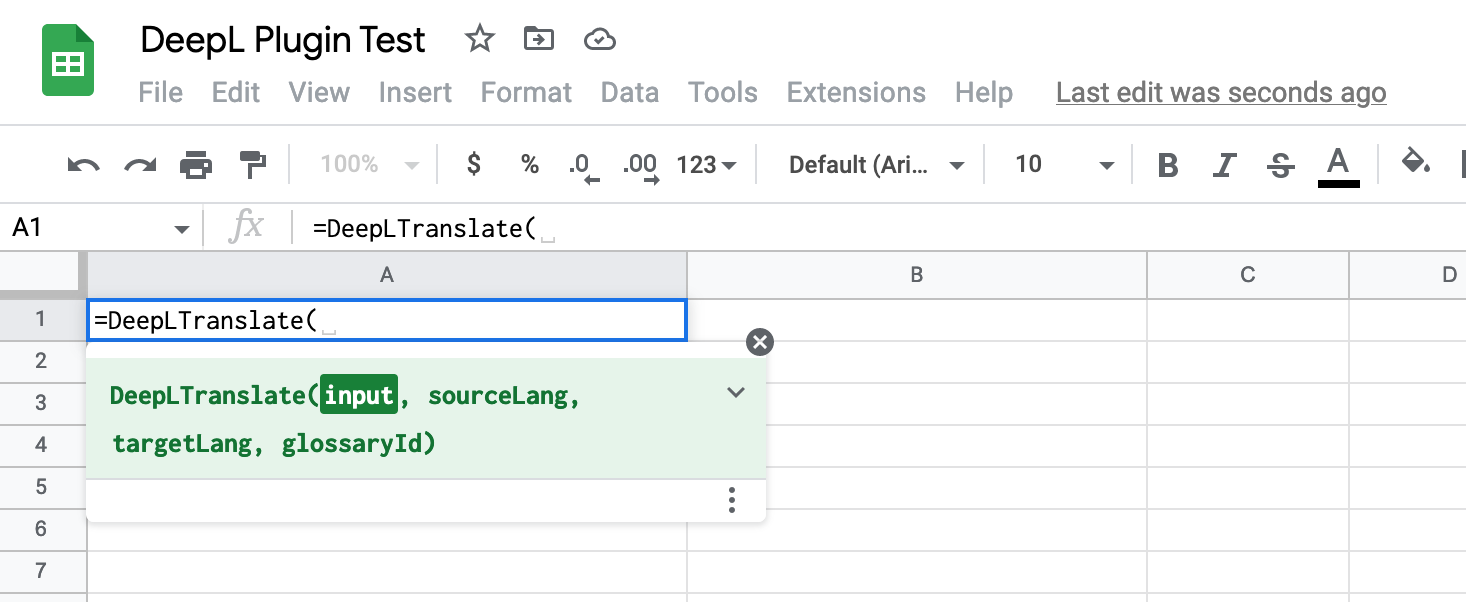 DeepL Plugin Test
File Edit View Insert Format Data Tools Extensions Help Last edit was seconds ago
100% $ % .0 .00 123 Default (Ari... 10 B I S A
A1 fx =DeepLTranslate(
A B C D
1 =DeepLTranslate(
2
DeepLTranslate(input, sourceLang,
3
targetLang, glossaryId)
4
5
6
7